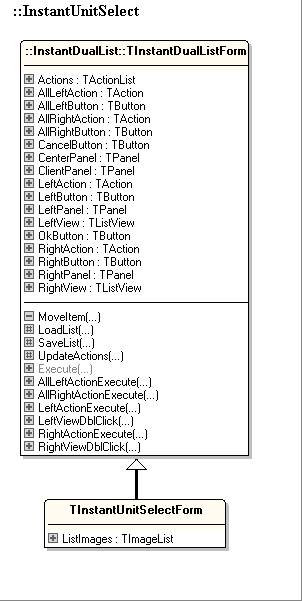 ::InstantUnitSelect
::InstantDualList::TInstantDualListForm
Actions : TActionList
AllLeftAction : TAction
AllLeftButton : TButton
AllRightAction : TAction
AllRightButton : TButton
CancelButton : TButton
CenterPanel : TPanel
ClientPanel : TPanel
LeftAction : TAction
LeftButton : TButton
LeftPanel : TPanel
LeftView : TListView
OkButton : TButton
RightAction : TAction
RightButton : TButton
RightPanel : TPanel
RightView : TListView
MoveItem(...)
LoadList(...)
SaveList(...)
UpdateActions(...)
Execute(...)
AllLeftActionExecute(...)
AllRightActionExecute(...)
LeftActionExecute(...)
LeftViewDblClick(...)
RightActionExecute(...)
RightViewDblClick(...)
TInstantUnitSelectForm
ListImages : TImageList